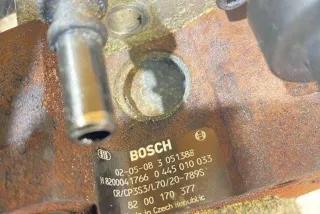 BOSCH
02-05-08 3 051388
H 8200041766 0 445 010 033
CR/CP3S3/L70/20-789S
82 00 170 377
Made in Czech Republic